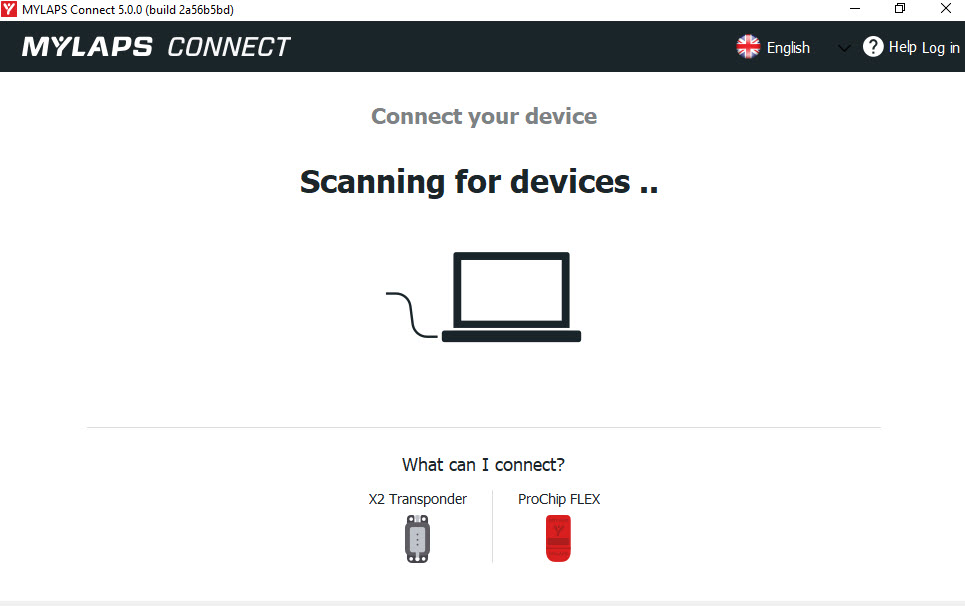 MYLAPS Connect 5.0.0 (build 2a56b5bd)
MYLAPS CONNECT
English
? Help Log in
Connect your device
Scanning for devices ..
What can I connect?
X2 Transponder
ProChip FLEX